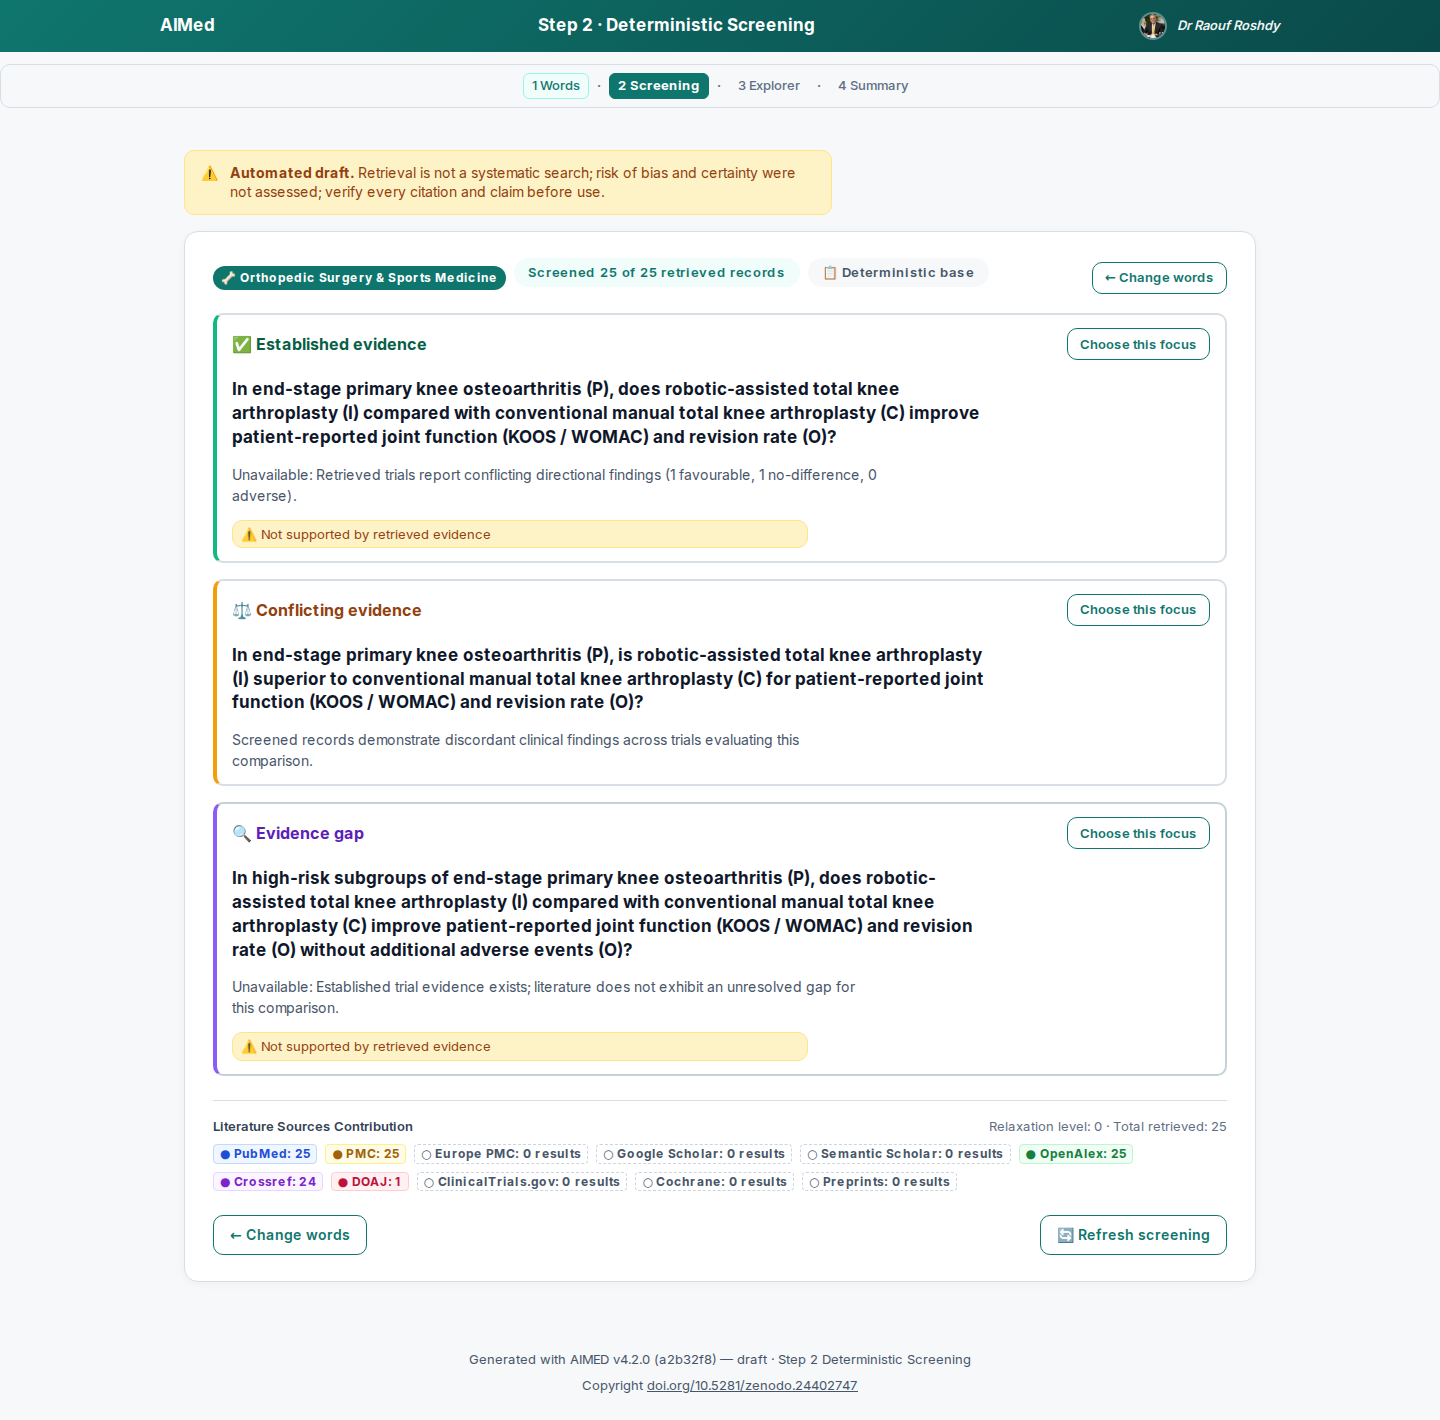 AIMed
Step 2 · Deterministic Screening
Dr Raouf Roshdy
1 Words · 2 Screening · 3 Explorer · 4 Summary
⚠️ Automated draft. Retrieval is not a systematic search; risk of bias and certainty were
not assessed; verify every citation and claim before use.
🦴 Orthopedic Surgery & Sports Medicine
Screened 25 of 25 retrieved records
📋 Deterministic base
← Change words
✅ Established evidence
Choose this focus
In end-stage primary knee osteoarthritis (P), does robotic-assisted total knee
arthroplasty (I) compared with conventional manual total knee arthroplasty (C) improve
patient-reported joint function (KOOS / WOMAC) and revision rate (O)?
Unavailable: Retrieved trials report conflicting directional findings (1 favourable, 1 no-difference, 0
adverse).
⚠️ Not supported by retrieved evidence
⚖️ Conflicting evidence
Choose this focus
In end-stage primary knee osteoarthritis (P), is robotic-assisted total knee arthroplasty
(I) superior to conventional manual total knee arthroplasty (C) for patient-reported joint
function (KOOS / WOMAC) and revision rate (O)?
Screened records demonstrate discordant clinical findings across trials evaluating this
comparison.
🔍 Evidence gap
Choose this focus
In high-risk subgroups of end-stage primary knee osteoarthritis (P), does robotic-
assisted total knee arthroplasty (I) compared with conventional manual total knee
arthroplasty (C) improve patient-reported joint function (KOOS / WOMAC) and revision
rate (O) without additional adverse events (O)?
Unavailable: Established trial evidence exists; literature does not exhibit an unresolved gap for
this comparison.
⚠️ Not supported by retrieved evidence
Literature Sources Contribution
Relaxation level: 0 · Total retrieved: 25
● PubMed: 25 ● PMC: 25 ○ Europe PMC: 0 results ○ Google Scholar: 0 results ○ Semantic Scholar: 0 results ● OpenAlex: 25
● Crossref: 24 ● DOAJ: 1 ○ ClinicalTrials.gov: 0 results ○ Cochrane: 0 results ○ Preprints: 0 results
← Change words
🔄 Refresh screening
Generated with AIMED v4.2.0 (a2b32f8) — draft · Step 2 Deterministic Screening
Copyright doi.org/10.5281/zenodo.24402747